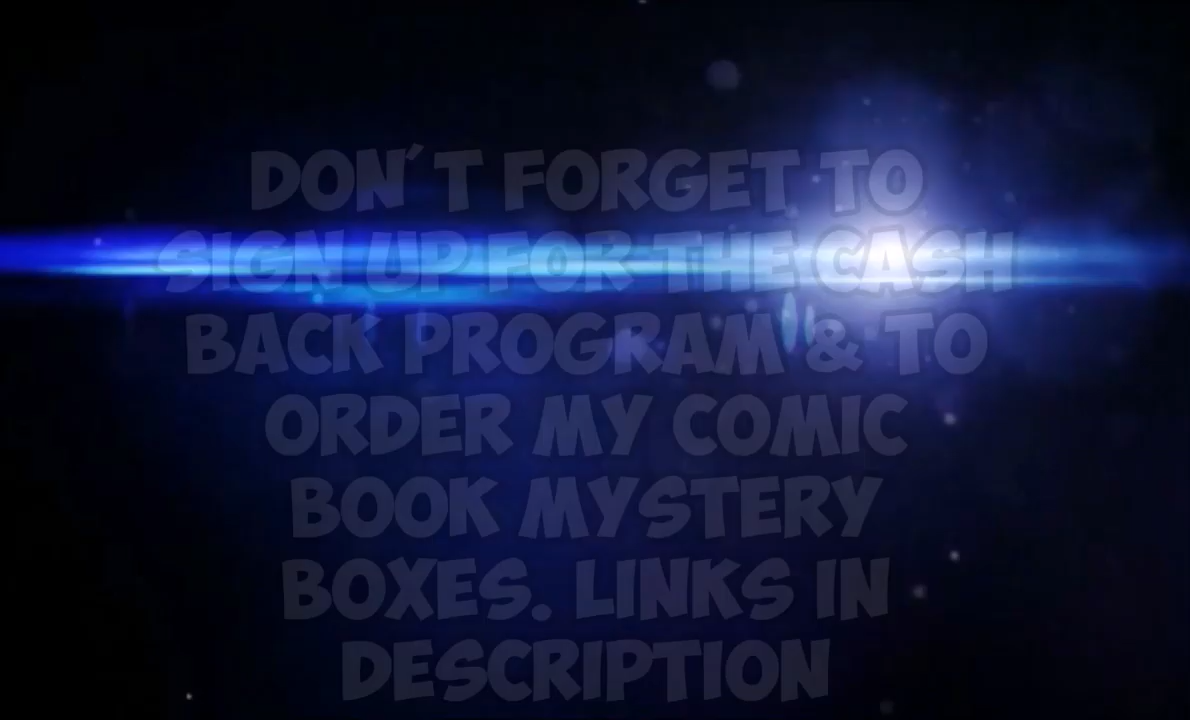 DON'T FORGET TO
SIGN UP FOR THE CASH
BACK PROGRAM & TO
ORDER MY COMIC
BOOK MYSTERY
BOXES. LINKS IN
DESCRIPTION